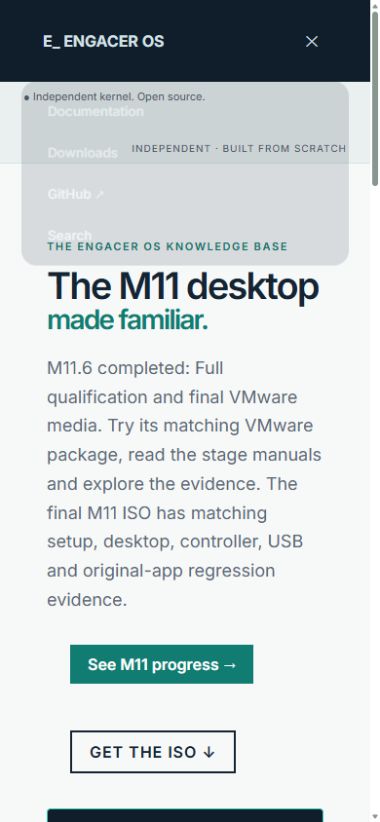 E_ ENGACER OS
● Independent kernel. Open source.
Documentation
Downloads
INDEPENDENT · BUILT FROM SCRATCH
GitHub ↗
Search
THE ENGACER OS KNOWLEDGE BASE
The M11 desktop
made familiar.
M11.6 completed: Full
qualification and final VMware
media. Try its matching VMware
package, read the stage manuals
and explore the evidence. The
final M11 ISO has matching
setup, desktop, controller, USB
and original-app regression
evidence.
See M11 progress →
GET THE ISO ↓